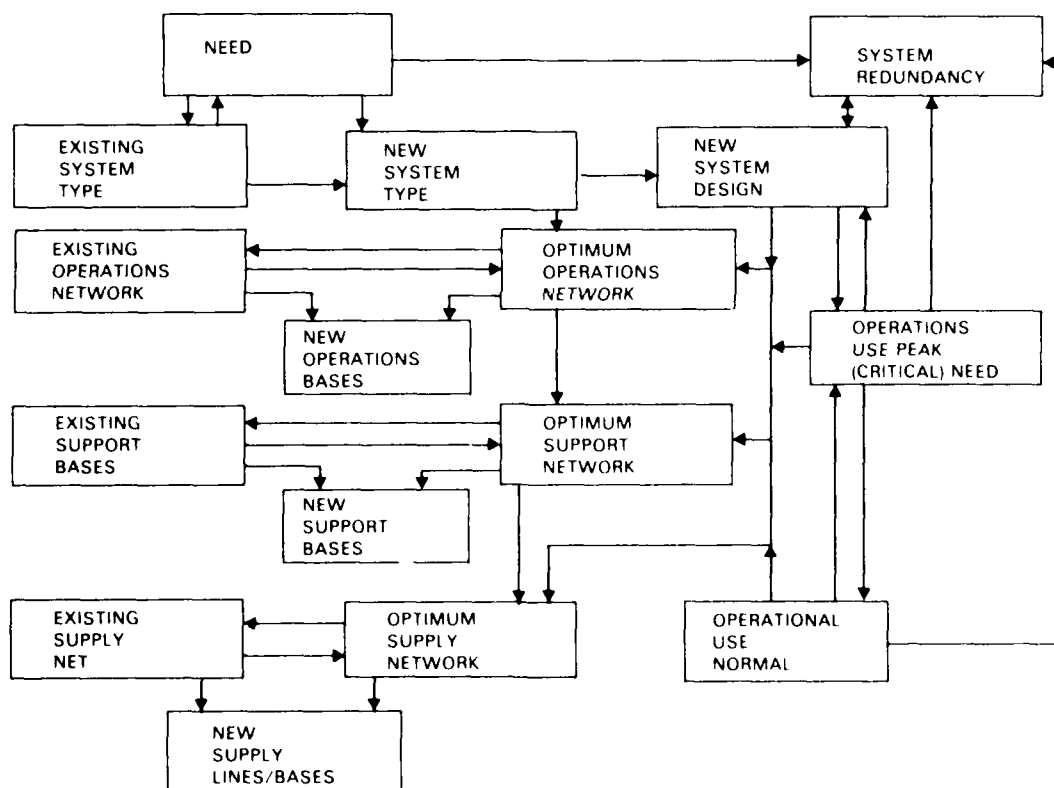 NEED
SYSTEM
REDUNDANCY
EXISTING
SYSTEM
TYPE
NEW
SYSTEM
TYPE
NEW
SYSTEM
DESIGN
EXISTING
OPERATIONS
NETWORK
OPTIMUM
OPERATIONS
NETWORK
NEW
OPERATIONS
BASES
OPERATIONS
USE PEAK
(CRITICAL) NEED
EXISTING
SUPPORT
BASES
OPTIMUM
SUPPORT
NETWORK
NEW
SUPPORT
BASES
EXISTING
SUPPLY
NET
OPTIMUM
SUPPLY
NETWORK
OPERATIONAL
USE
NORMAL
NEW
SUPPLY
LINES/BASES